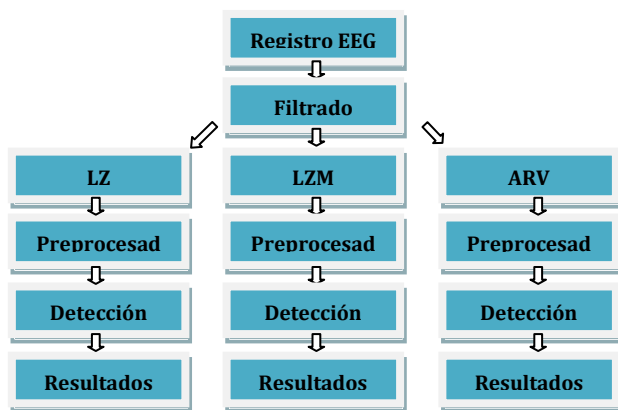 Registro EEG
Filtrado
LZ
LZM
ARV
Preprocesad
Preprocesad
Preprocesad
Detección
Detección
Detección
Resultados
Resultados
Resultados